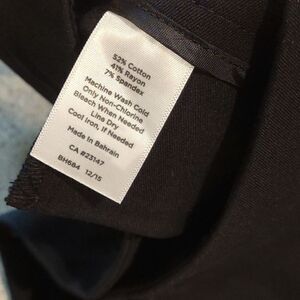 52% Cotton
41% Rayon
7% Spandex
Machine Wash Cold
Only Non-Chlorine
Bleach When Needed
Line Dry
Cool Iron, If Needed
Made in Bahrain
CA #23147
BH684 12/15